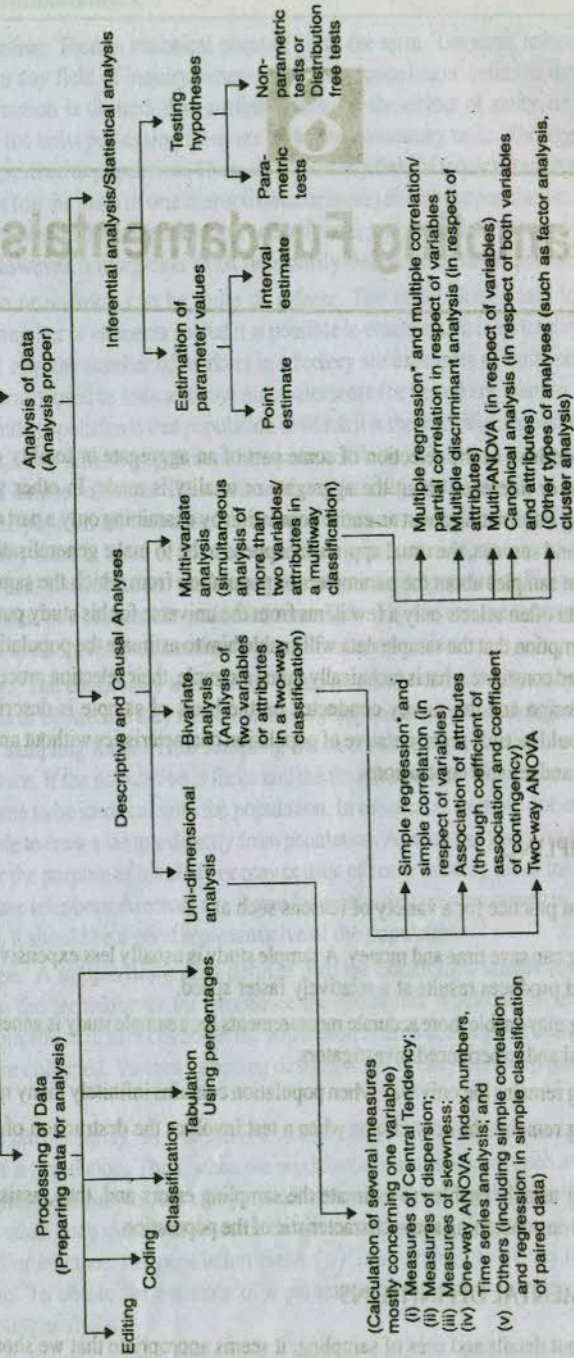 Processing Data
(Preparing data for analysis)
Analysis of Data
(Analysis proper)
Editing
Coding
Classification
Tabulation
Using percentages
Descriptive and Causal Analyses
Inferential analysis/Statistical analysis
Uni-dimensional
analysis
Bivariate
analysis
(Analysis of
two variables
or attributes
in a two-way
classification)
Multi-variate
analysis
(simultaneous
analysis of
more than
two variables/
attributes in
a multiway
classification)
Estimation of
parameter values
Testing
hypotheses
Point
estimate
Interval
estimate
Para-
metric
tests
Non-
parametric
tests or
Distribution
free tests
(Calculation of several measures
mostly concerning one variable)
(i) Measures of Central Tendency;
(ii) Measures of dispersion;
(iii) Measures of skewness;
(iv) One-way ANOVA, Index numbers,
Time series analysis; and
(v) Others (including simple correlation
and regression in simple classification
of paired data)
Simple regression* and
simple correlation (in
respect of variables)
Association of attributes
(through coefficient of
association and coefficient
of contingency)
Two-way ANOVA
Multiple regression* and multiple correlation/
partial correlation in respect of variables
Multiple discriminant analysis (in respect of
attributes)
Multi-ANOVA (in respect of variables)
Canonical analysis (in respect of both variables
and attributes)
(Other types of analyses (such as factor analysis,
cluster analysis)